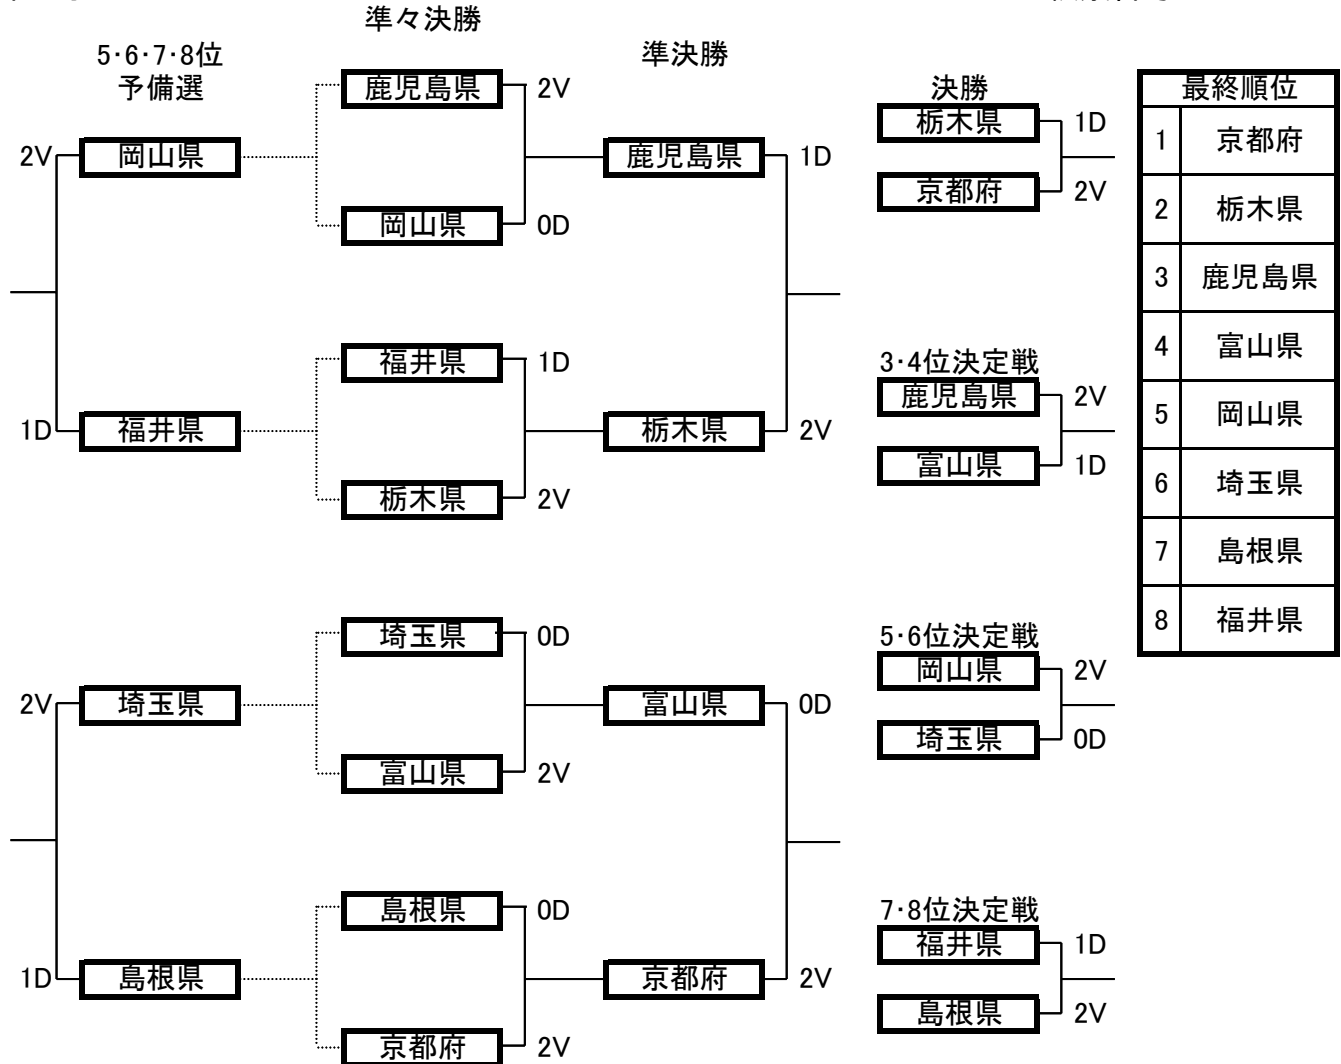 準々決勝
5･6･7･8位
予備選
準決勝
鹿児島県 2V
決勝
最終順位
栃木県 1D
1 京都府
2V 岡山県
鹿児島県 1D
京都府 2V
岡山県 0D
2 栃木県
3 鹿児島県
福井県 1D
3･4位決定戦
4 富山県
鹿児島県 2V
1D 福井県
栃木県 2V
5 岡山県
富山県 1D
栃木県 2V
6 埼玉県
7 島根県
埼玉県 0D
5･6位決定戦
8 福井県
岡山県 2V
2V 埼玉県
富山県 0D
埼玉県 0D
富山県 2V
島根県 0D
7･8位決定戦
福井県 1D
1D 島根県
京都府 2V
島根県 2V
京都府 2V